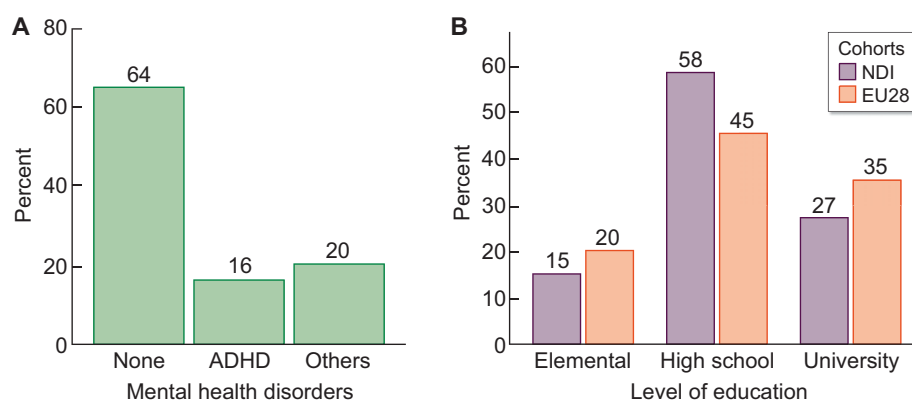 A
80
60
40
20
0
Percent
64
16
20
None ADHD Others
Mental health disorders
B
60
50
40
30
20
10
0
Percent
15
20
58
45
27
35
Elemental High school University
Level of education
Cohorts
NDI
EU28